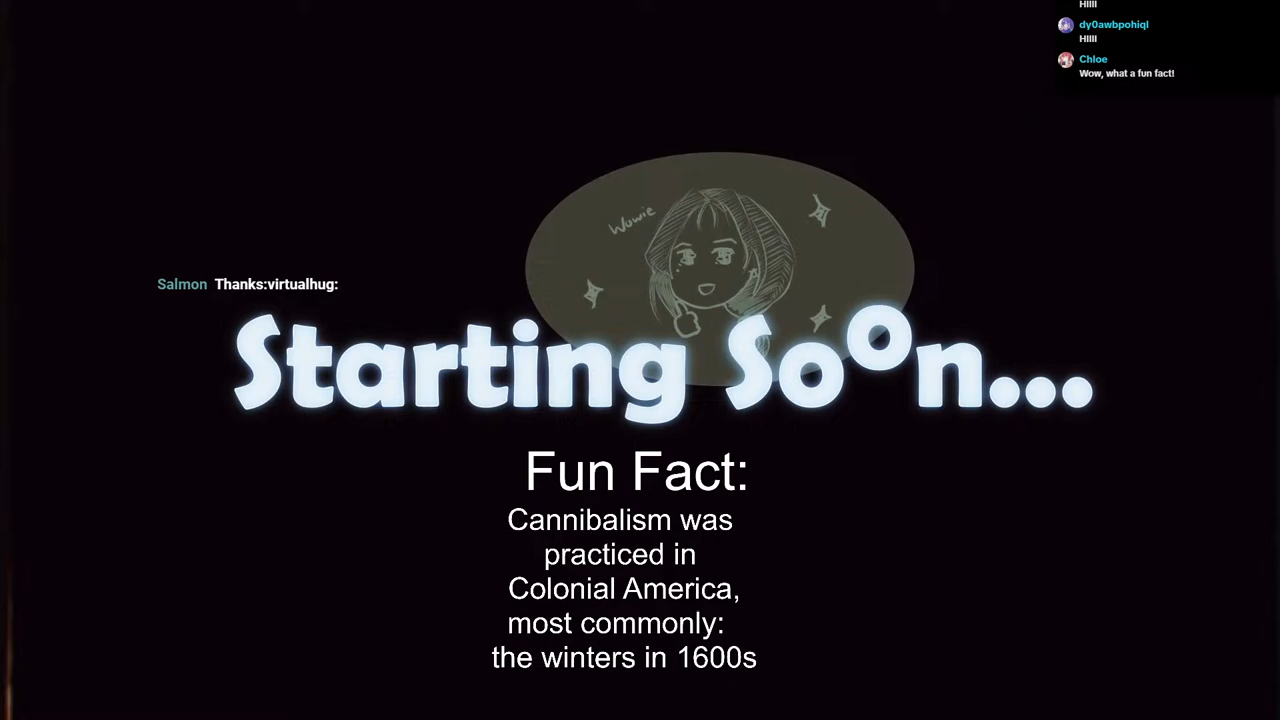 HIIII
dy0awbpohiql
HIIII
Chloe
Wow, what a fun fact!
Wowie
Salmon Thanks:virtualhug:
Starting Soon...
Fun Fact:
Cannibalism was
practiced in
Colonial America,
most commonly:
the winters in 1600s